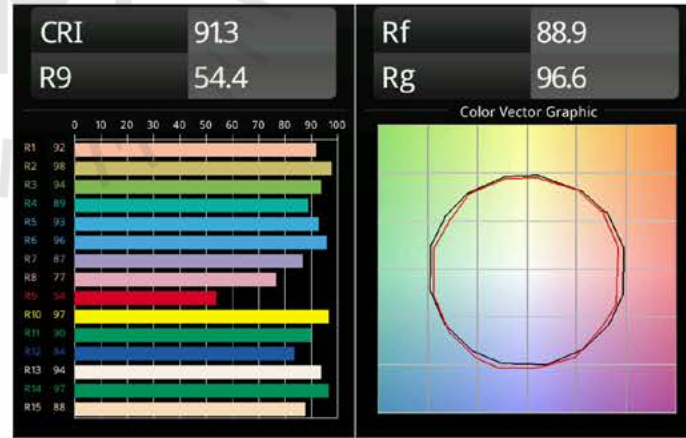 CRI 91.3
R9 54.4
0 10 20 30 40 50 60 70 80 90 100
R1 92
R2 98
R3 94
R4 89
R5 93
R6 96
R7 87
R8 77
R9 54
R10 97
R11 90
R12 84
R13 94
R14 97
R15 88
Rf 88.9
Rg 96.6
Color Vector Graphic